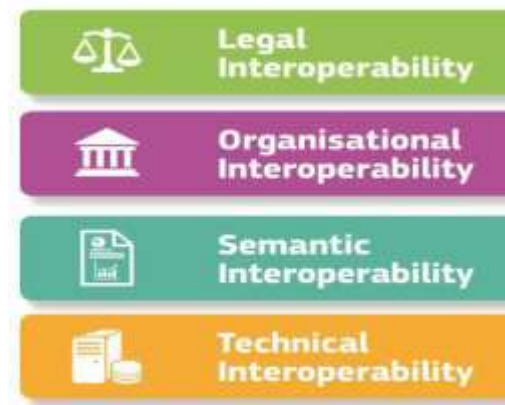 Legal
Interoperability
Organisational
Interoperability
Semantic
Interoperability
Technical
Interoperability